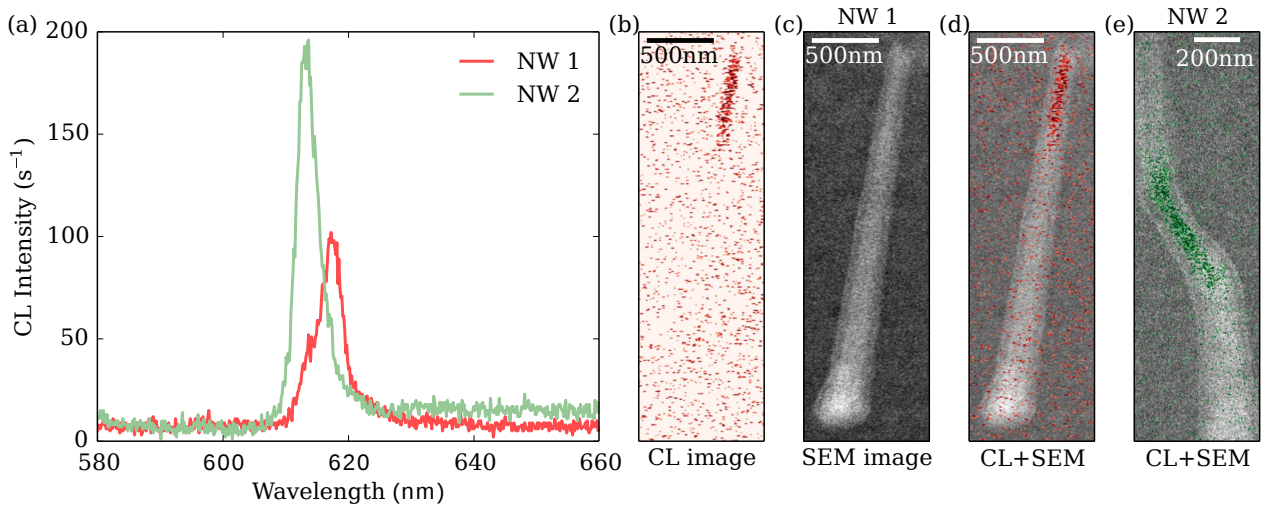 (a)
200
150
100
50
0
CL Intensity (s⁻¹)
580 600 620 640 660
Wavelength (nm)
NW 1
NW 2
(b)
500nm
CL image
(c)
NW 1
500nm
SEM image
(d)
500nm
CL+SEM
(e)
NW 2
200nm
CL+SEM